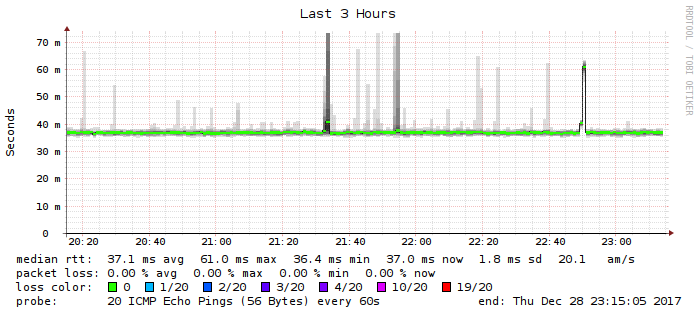 Last 3 Hours
RRDTOOL / TOBI OETIKER
Seconds
70 m
60 m
50 m
40 m
30 m
20 m
10 m
0
20:20 20:40 21:00 21:20 21:40 22:00 22:20 22:40 23:00
median rtt: 37.1 ms avg 61.0 ms max 36.4 ms min 37.0 ms now 1.8 ms sd 20.1 am/s
packet loss: 0.00 % avg 0.00 % max 0.00 % min 0.00 % now
loss color: 0 1/20 2/20 3/20 4/20 10/20 19/20
probe: 20 ICMP Echo Pings (56 Bytes) every 60s end: Thu Dec 28 23:15:05 2017